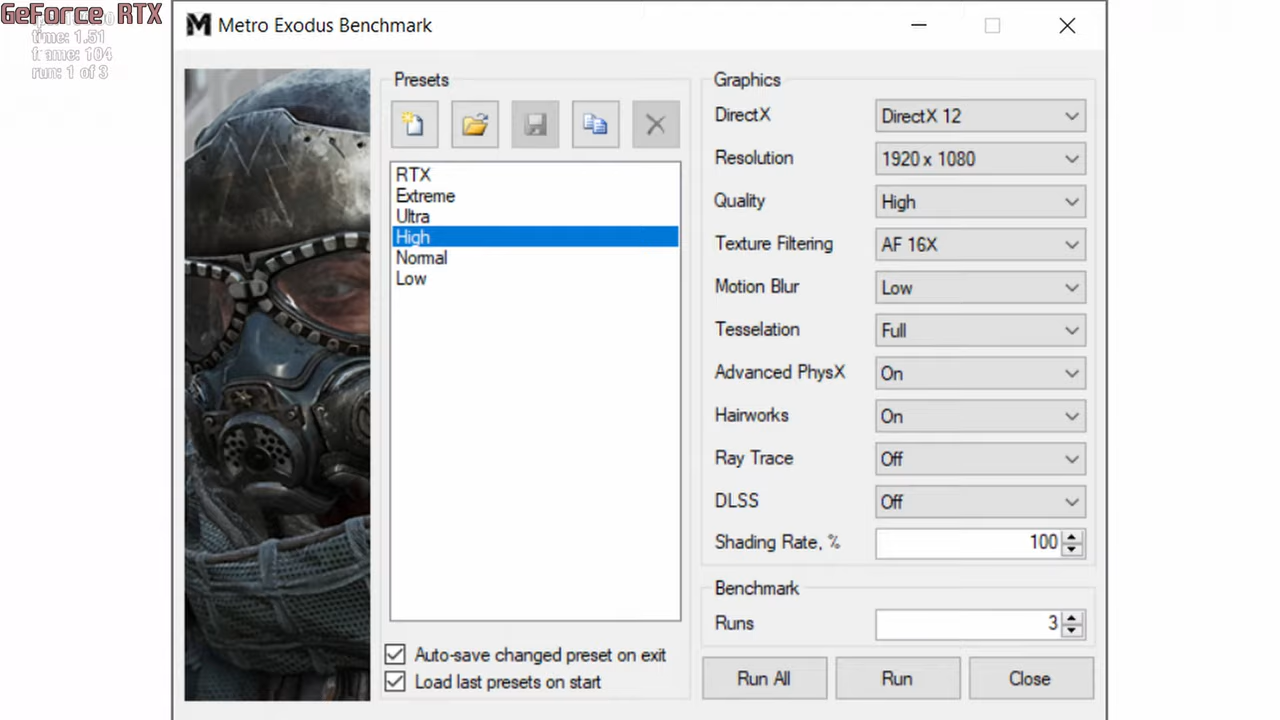 GeForce RTX
time: 1.51
frame: 104
run: 1 of 3
Metro Exodus Benchmark
Presets
RTX
Extreme
Ultra
High
Normal
Low
Auto-save changed preset on exit
Load last presets on start
Graphics
DirectX DirectX 12
Resolution 1920 x 1080
Quality High
Texture Filtering AF 16X
Motion Blur Low
Tesselation Full
Advanced PhysX On
Hairworks On
Ray Trace Off
DLSS Off
Shading Rate, % 100
Benchmark
Runs 3
Run All Run Close